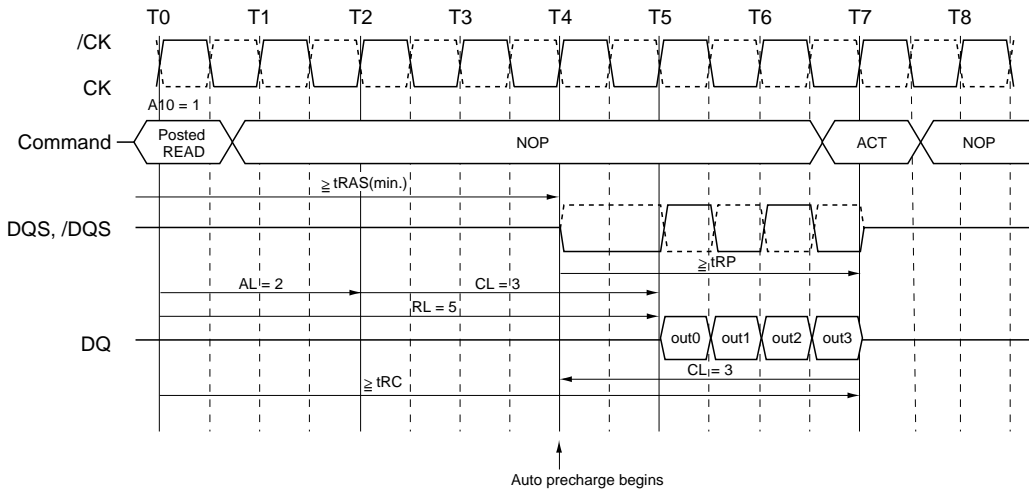 T0 T1 T2 T3 T4 T5 T6 T7 T8
/CK
CK
A10 = 1
Command
Posted
READ
NOP
ACT
NOP
≧ tRAS(min.)
DQS, /DQS
≧ tRP
AL = 2
CL = 3
RL = 5
DQ
out0 out1 out2 out3
CL = 3
≧ tRC
Auto precharge begins